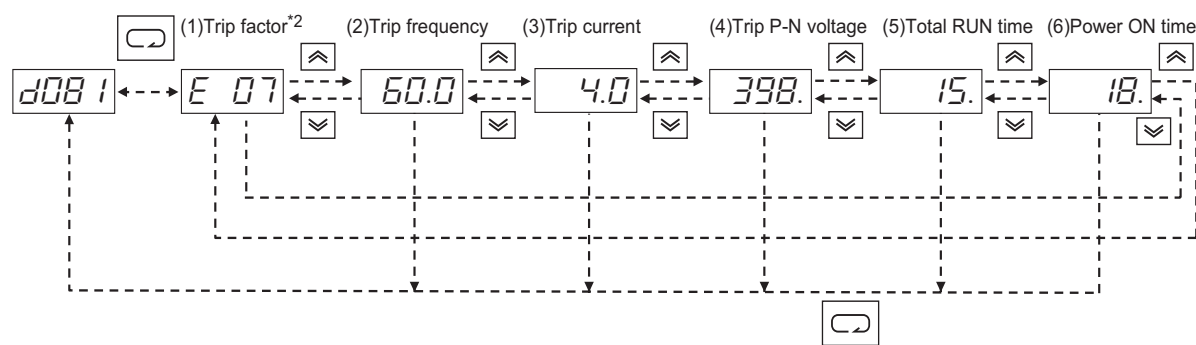 (1)Trip factor*2 (2)Trip frequency (3)Trip current (4)Trip P-N voltage (5)Total RUN time (6)Power ON time
d081 E 07 60.0 4.0 398. 15. 18.